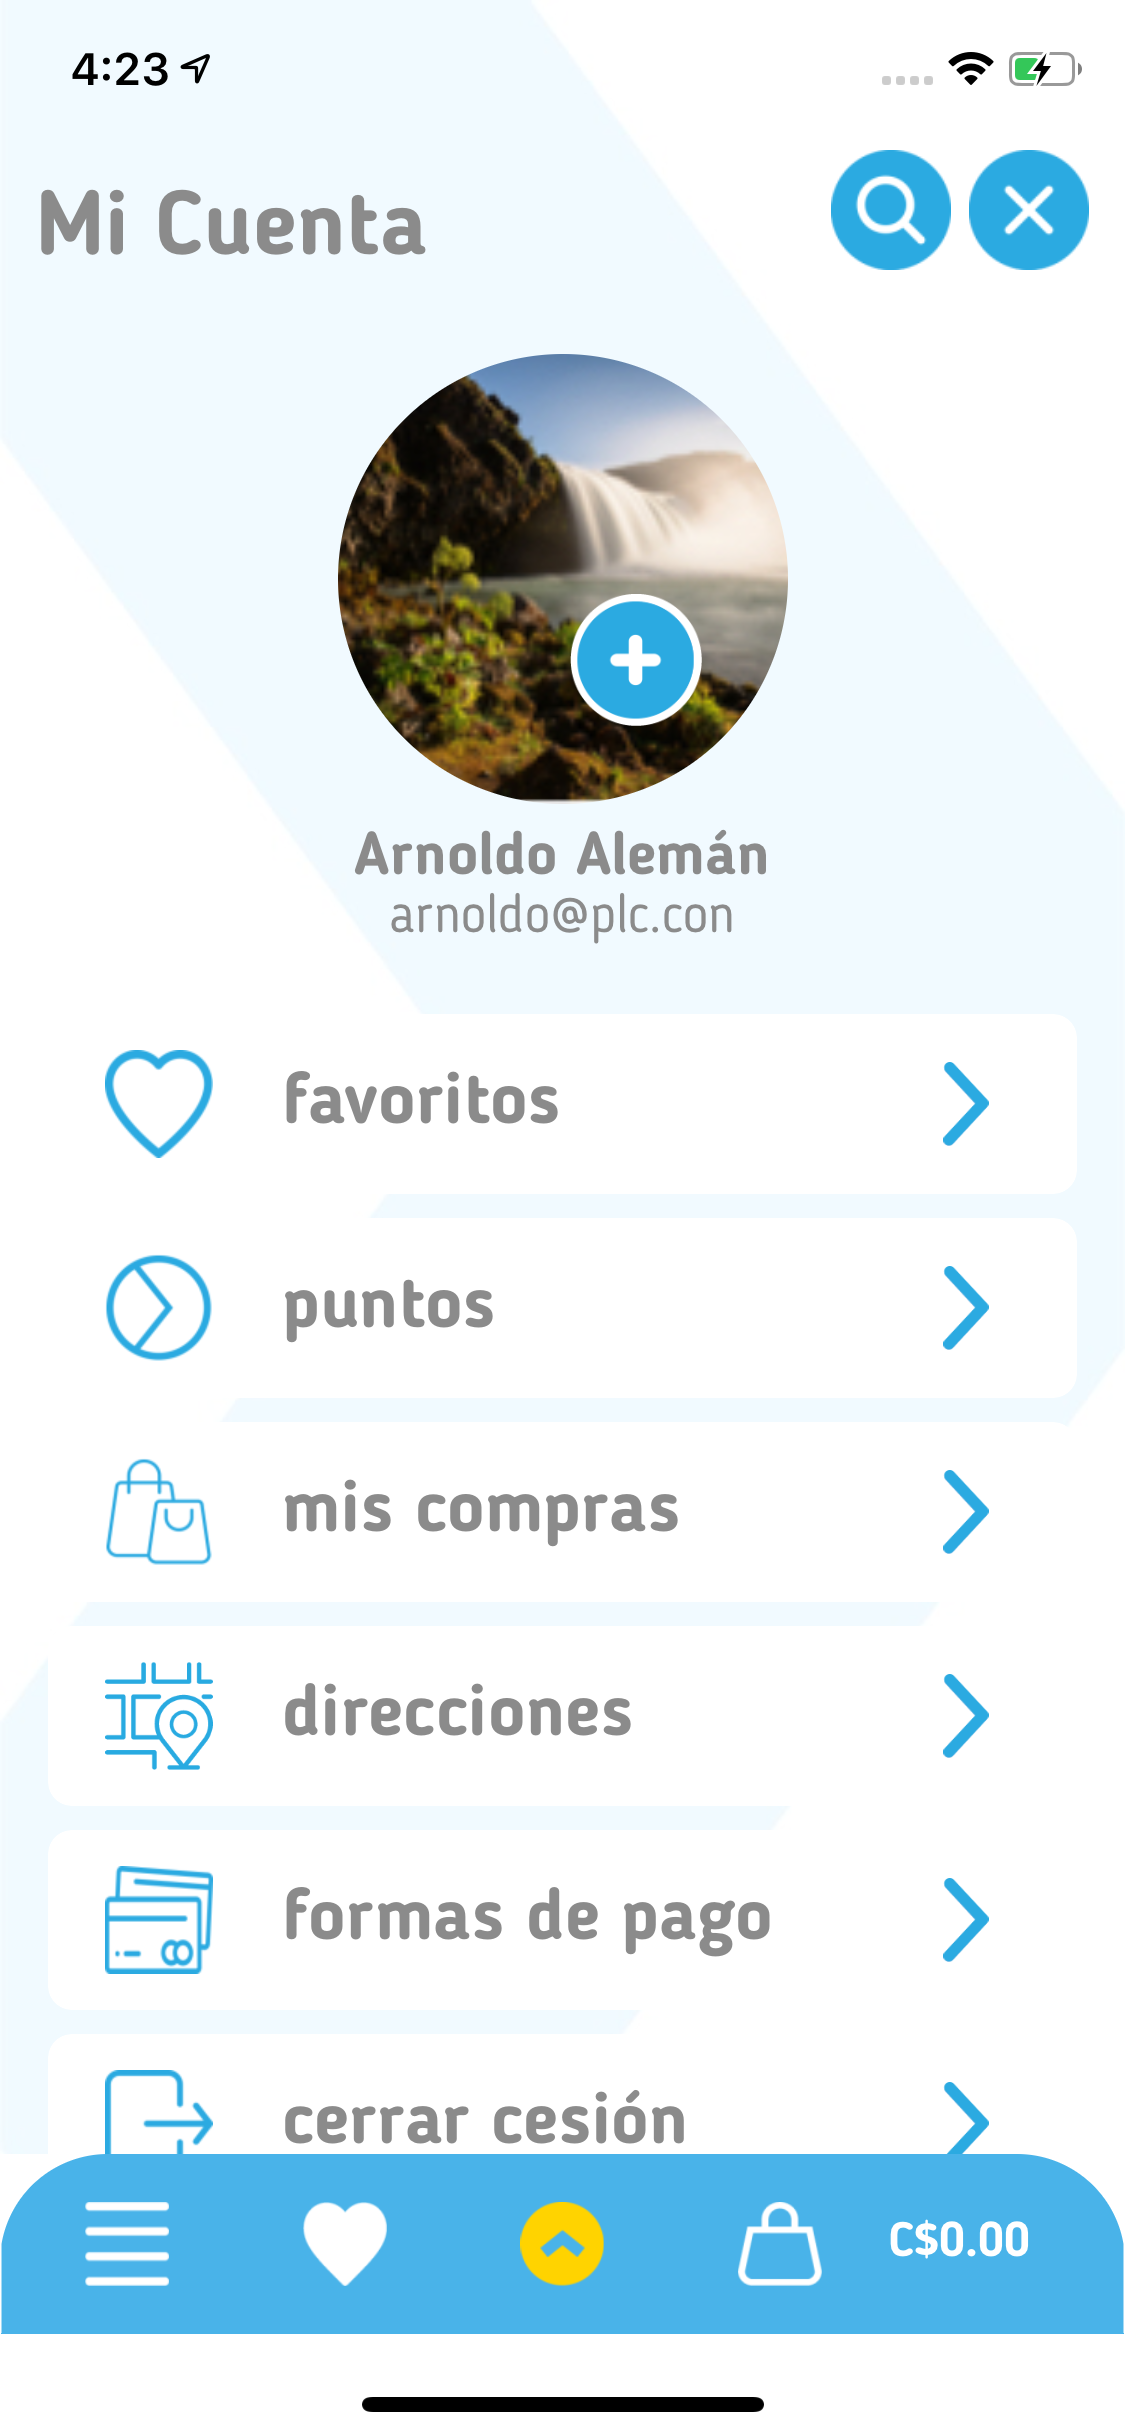 4:23
Mi Cuenta
Arnoldo Alemán
arnoldo@plc.con
favoritos
puntos
mis compras
direcciones
formas de pago
cerrar cesión
C$0.00